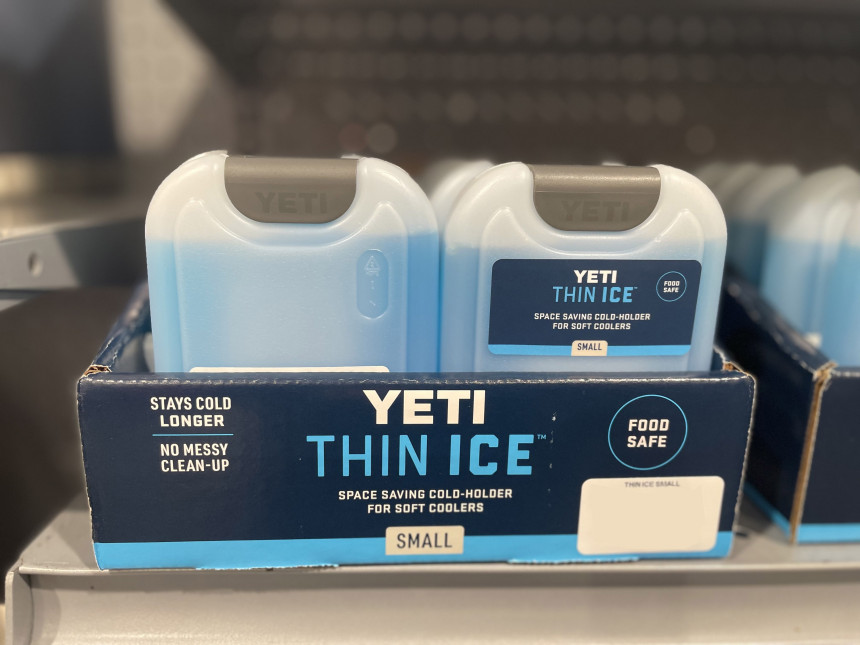 YETI
YETI
YETI
THIN ICE
FOOD
SAFE
SPACE SAVING COLD-HOLDER
FOR SOFT COOLERS
SMALL
STAYS COLD
LONGER
NO MESSY
CLEAN-UP
YETI
THIN ICE™
SPACE SAVING COLD-HOLDER
FOR SOFT COOLERS
SMALL
FOOD
SAFE
THIN ICE SMALL